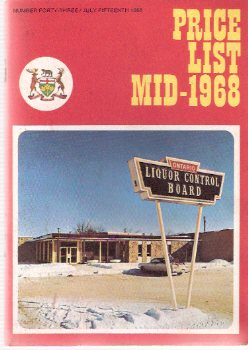 NUMBER FORTY-THREE / JULY FIFTEENTH 1968
PRICE
LIST
MID-1968
ONTARIO
LIQUOR CONTROL
BOARD